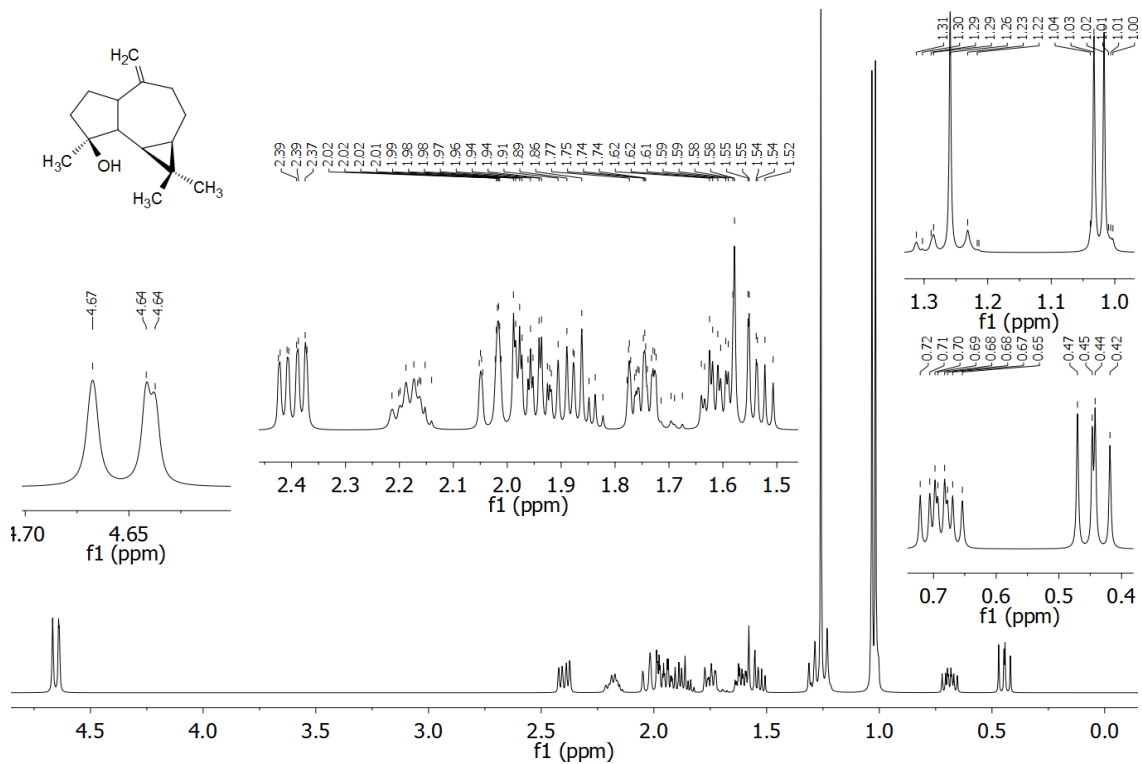 H₂C
H₃C
OH
CH₃
H₃C
1.31 1.30 1.29 1.29 1.26 1.23 1.22 1.04 1.03 1.02 1.01 1.01 1.00
1.3 1.2 1.1 1.0
f1 (ppm)
2.39 2.39 2.37 2.02 2.02 2.02 2.01 1.99 1.98 1.98 1.97 1.96 1.94 1.94 1.91 1.89 1.86 1.77 1.75 1.74 1.74 1.62 1.62 1.61 1.59 1.59 1.58 1.58 1.55 1.55 1.54 1.54 1.52
2.4 2.3 2.2 2.1 2.0 1.9 1.8 1.7 1.6 1.5
f1 (ppm)
4.67 4.64 4.64
4.70 4.65
f1 (ppm)
0.72 0.71 0.70 0.69 0.68 0.68 0.67 0.65 0.47 0.45 0.44 0.42
0.7 0.6 0.5 0.4
f1 (ppm)
4.5 4.0 3.5 3.0 2.5 2.0 1.5 1.0 0.5 0.0
f1 (ppm)